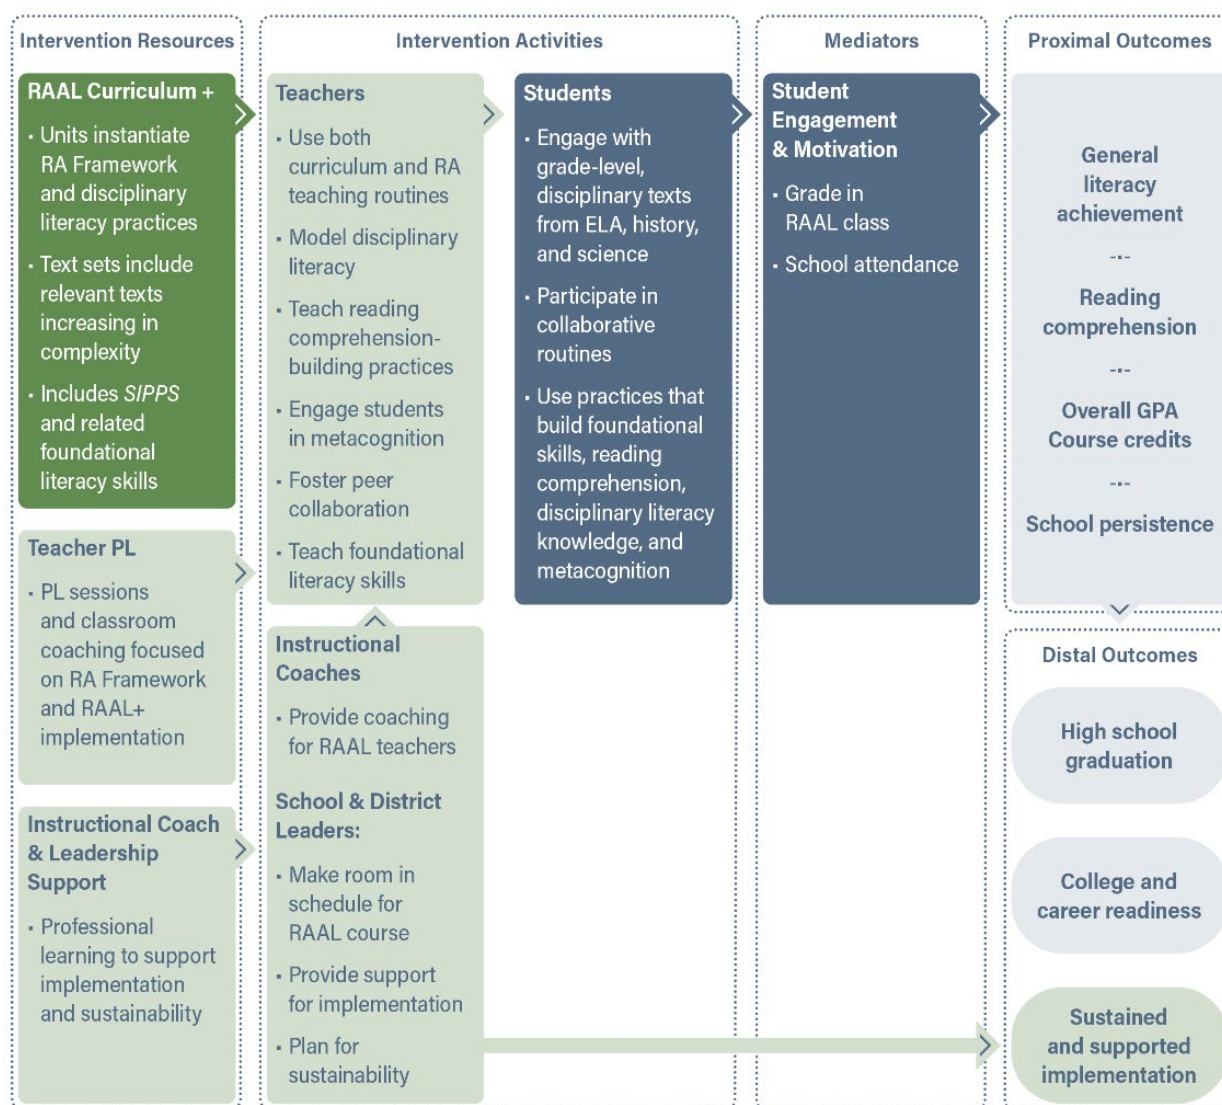 Intervention Resources
RAAL Curriculum +
· Units instantiate
RA Framework
and disciplinary
literacy practices
· Text sets include
relevant texts
increasing in
complexity
· Includes SIPPS
and related
foundational
literacy skills
Teacher PL
· PL sessions
and classroom
coaching focused
on RA Framework
and RAAL+
implementation
Instructional Coach
& Leadership
Support
· Professional
learning to support
implementation
and sustainability
Intervention Activities
Teachers
· Use both
curriculum and RA
teaching routines
· Model disciplinary
literacy
· Teach reading
comprehension-
building practices
· Engage students
in metacognition
· Foster peer
collaboration
· Teach foundational
literacy skills
Instructional
Coaches
· Provide coaching
for RAAL teachers
School & District
Leaders:
· Make room in
schedule for
RAAL course
· Provide support
for implementation
· Plan for
sustainability
Students
· Engage with
grade-level,
disciplinary texts
from ELA, history,
and science
· Participate in
collaborative
routines
· Use practices that
build foundational
skills, reading
comprehension,
disciplinary literacy
knowledge, and
metacognition
Mediators
Student
Engagement
& Motivation
· Grade in
RAAL class
· School attendance
Proximal Outcomes
General
literacy
achievement
Reading
comprehension
Overall GPA
Course credits
School persistence
Distal Outcomes
High school
graduation
College and
career readiness
Sustained
and supported
implementation